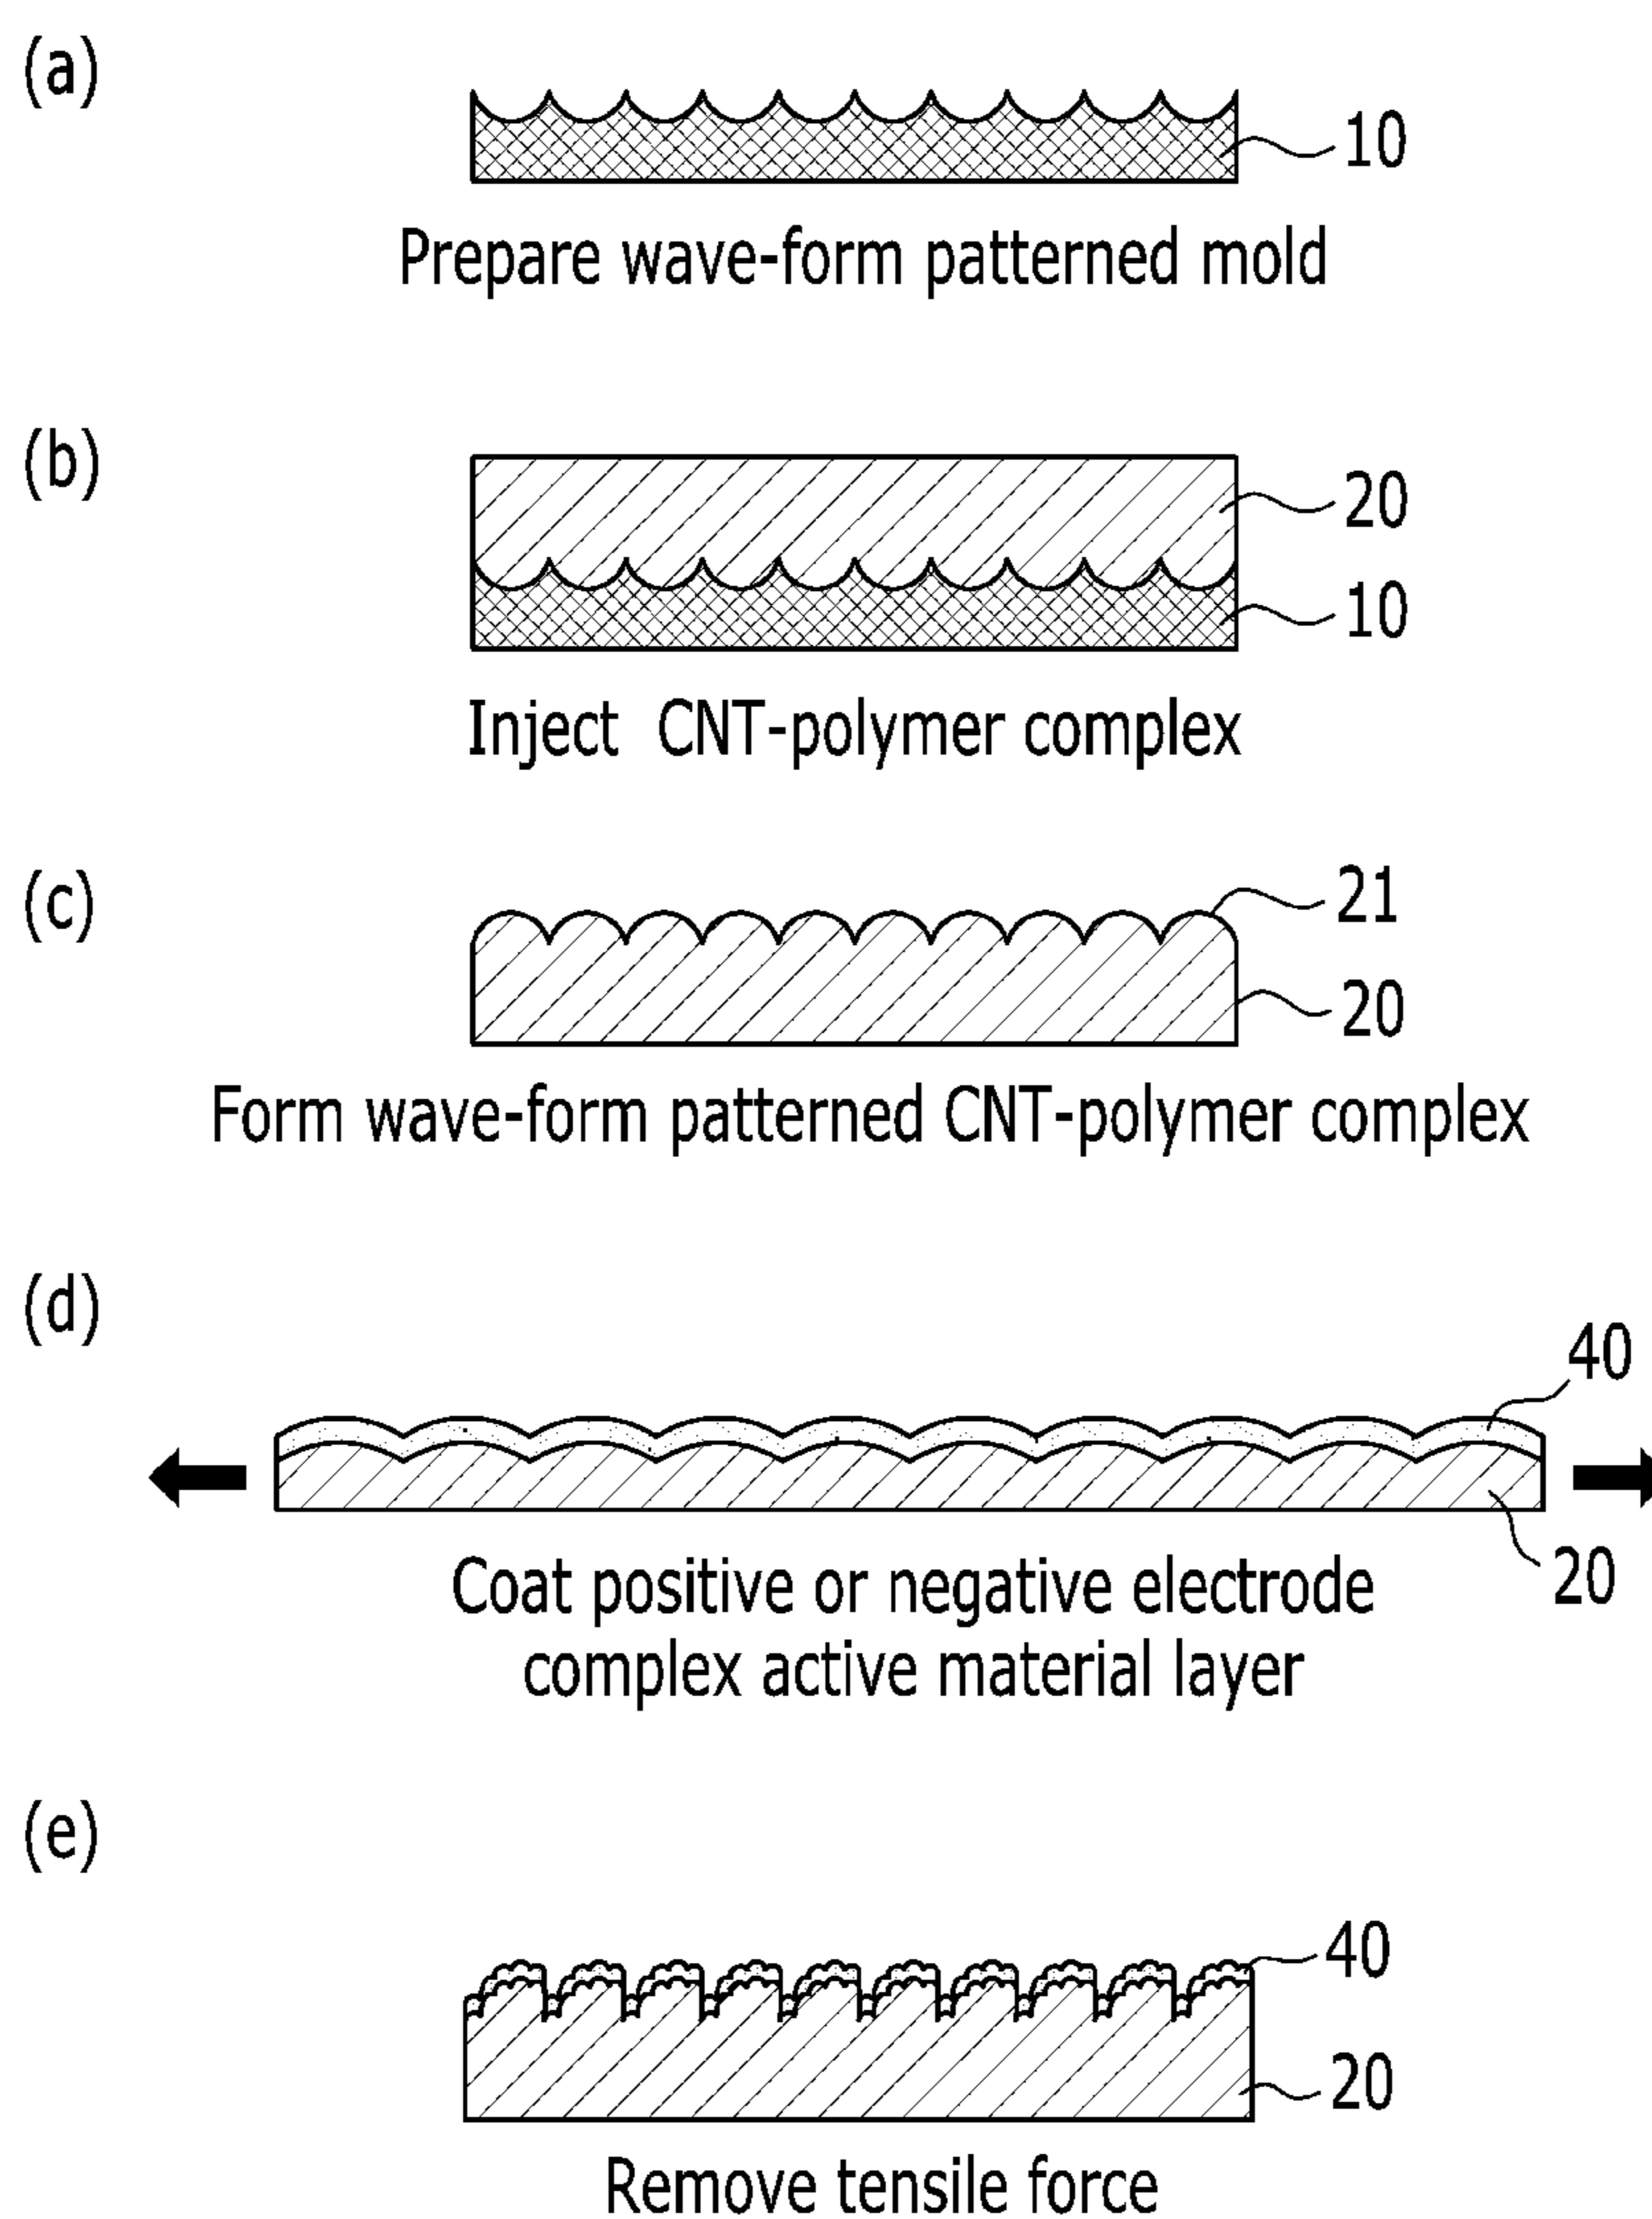 (a)
10
Prepare wave-form patterned mold
(b)
20
10
Inject CNT-polymer complex
(c)
21
20
Form wave-form patterned CNT-polymer complex
(d)
40
20
Coat positive or negative electrode
complex active material layer
(e)
40
20
Remove tensile force